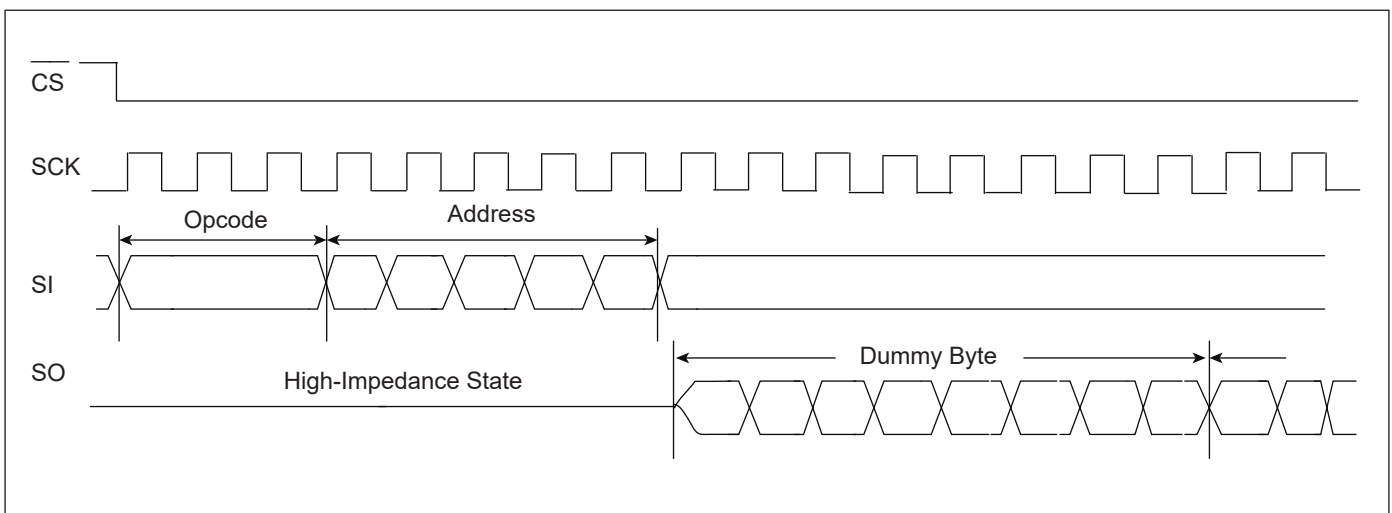 CS
SCK
Opcode
Address
SI
SO
High-Impedance State
Dummy Byte